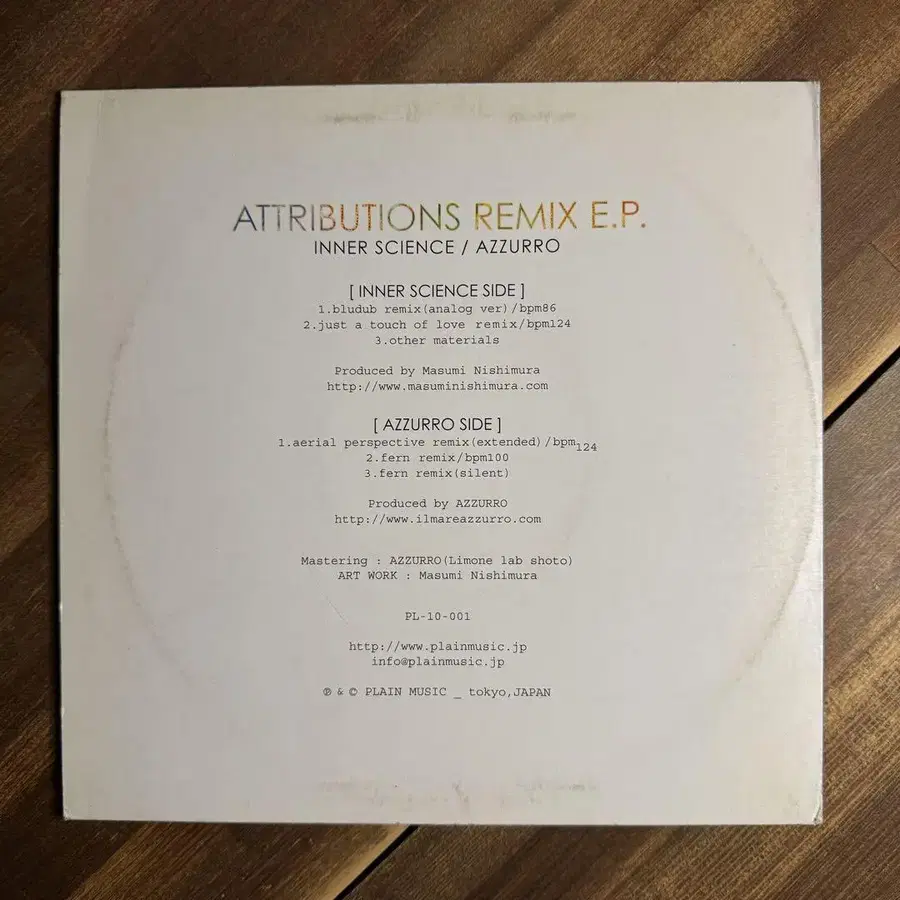 ATTRIBUTIONS REMIX E.P.
INNER SCIENCE / AZZURRO
[ INNER SCIENCE SIDE ]
1.bludub remix(analog ver)/bpm86
2.just a touch of love remix/bpm124
3.other materials
Produced by Masumi Nishimura
http://www.masuminishimura.com
[ AZZURRO SIDE ]
1.aerial perspective remix(extended)/bpm124
2.fern remix/bpm100
3.fern remix(silent)
Produced by AZZURRO
http://www.ilmareazzurro.com
Mastering : AZZURRO(Limone lab shoto)
ART WORK : Masumi Nishimura
PL-10-001
http://www.plainmusic.jp
info@plainmusic.jp
℗ & © PLAIN MUSIC _ tokyo,JAPAN